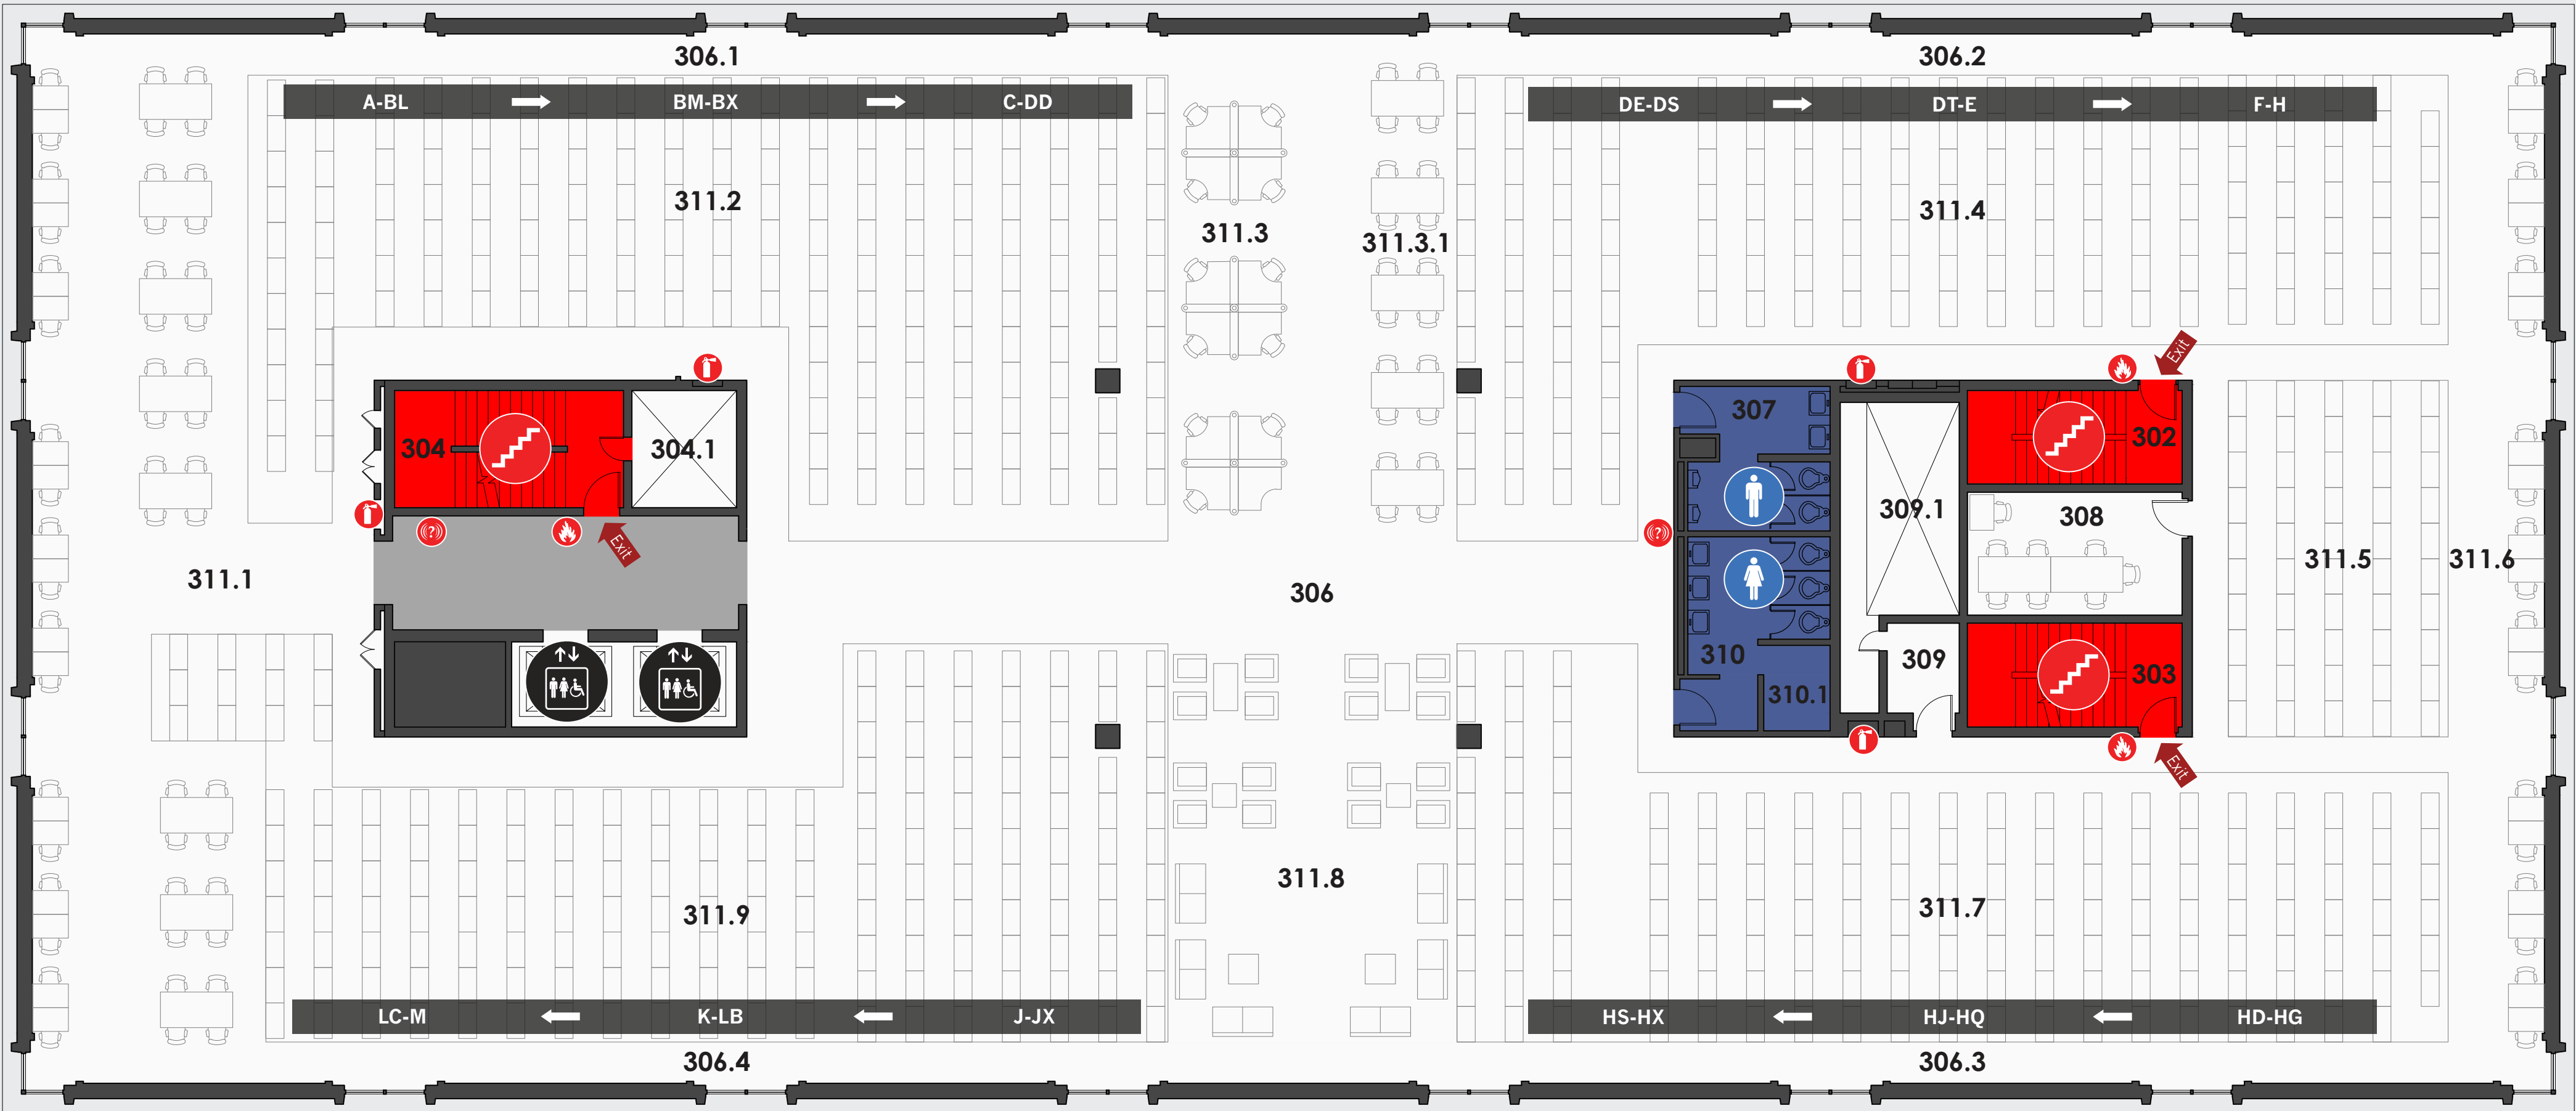 306.1
306.2
A-BL
BM-BX
C-DD
DE-DS
DT-E
F-H
311.2
311.4
311.3
311.3.1
Exit
307
302
304
304.1
309.1
308
?
?
Exit
311.5
311.6
311.1
306
310
309
303
310.1
Exit
311.8
311.9
311.7
LC-M
K-LB
J-JX
HS-HX
HJ-HQ
HD-HG
306.4
306.3